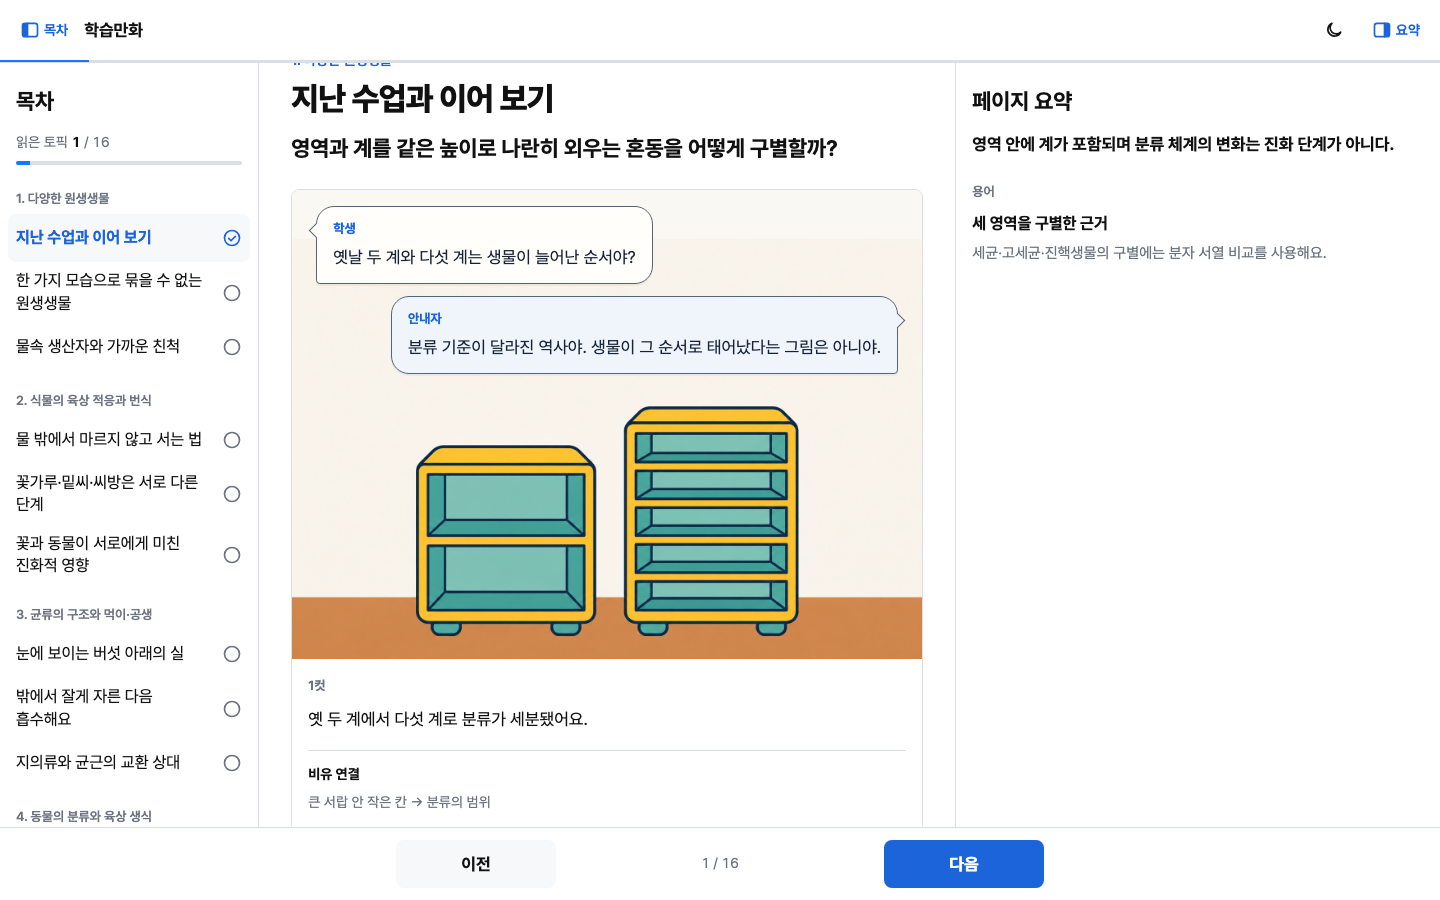 목차
학습만화
요약
목차
읽은 토픽 1 / 16
1. 다양한 원생생물
지난 수업과 이어 보기
한 가지 모습으로 묶을 수 없는
원생생물
물속 생산자와 가까운 친척
2. 식물의 육상 적응과 번식
물 밖에서 마르지 않고 서는 법
꽃가루·밑씨·씨방은 서로 다른
단계
꽃과 동물이 서로에게 미친
진화적 영향
3. 균류의 구조와 먹이·공생
눈에 보이는 버섯 아래의 실
밖에서 잘게 자른 다음
흡수해요
지의류와 균근의 교환 상대
4. 동물의 분류와 육상 생식
지난 수업과 이어 보기
영역과 계를 같은 높이로 나란히 외우는 혼동을 어떻게 구별할까?
학생
옛날 두 계와 다섯 계는 생물이 늘어난 순서야?
안내자
분류 기준이 달라진 역사야. 생물이 그 순서로 태어났다는 그림은 아니야.
1컷
옛 두 계에서 다섯 계로 분류가 세분됐어요.
비유 연결
큰 서랍 안 작은 칸 → 분류의 범위
페이지 요약
영역 안에 계가 포함되며 분류 체계의 변화는 진화 단계가 아니다.
용어
세 영역을 구별한 근거
세균·고세균·진핵생물의 구별에는 분자 서열 비교를 사용해요.
이전
1 / 16
다음